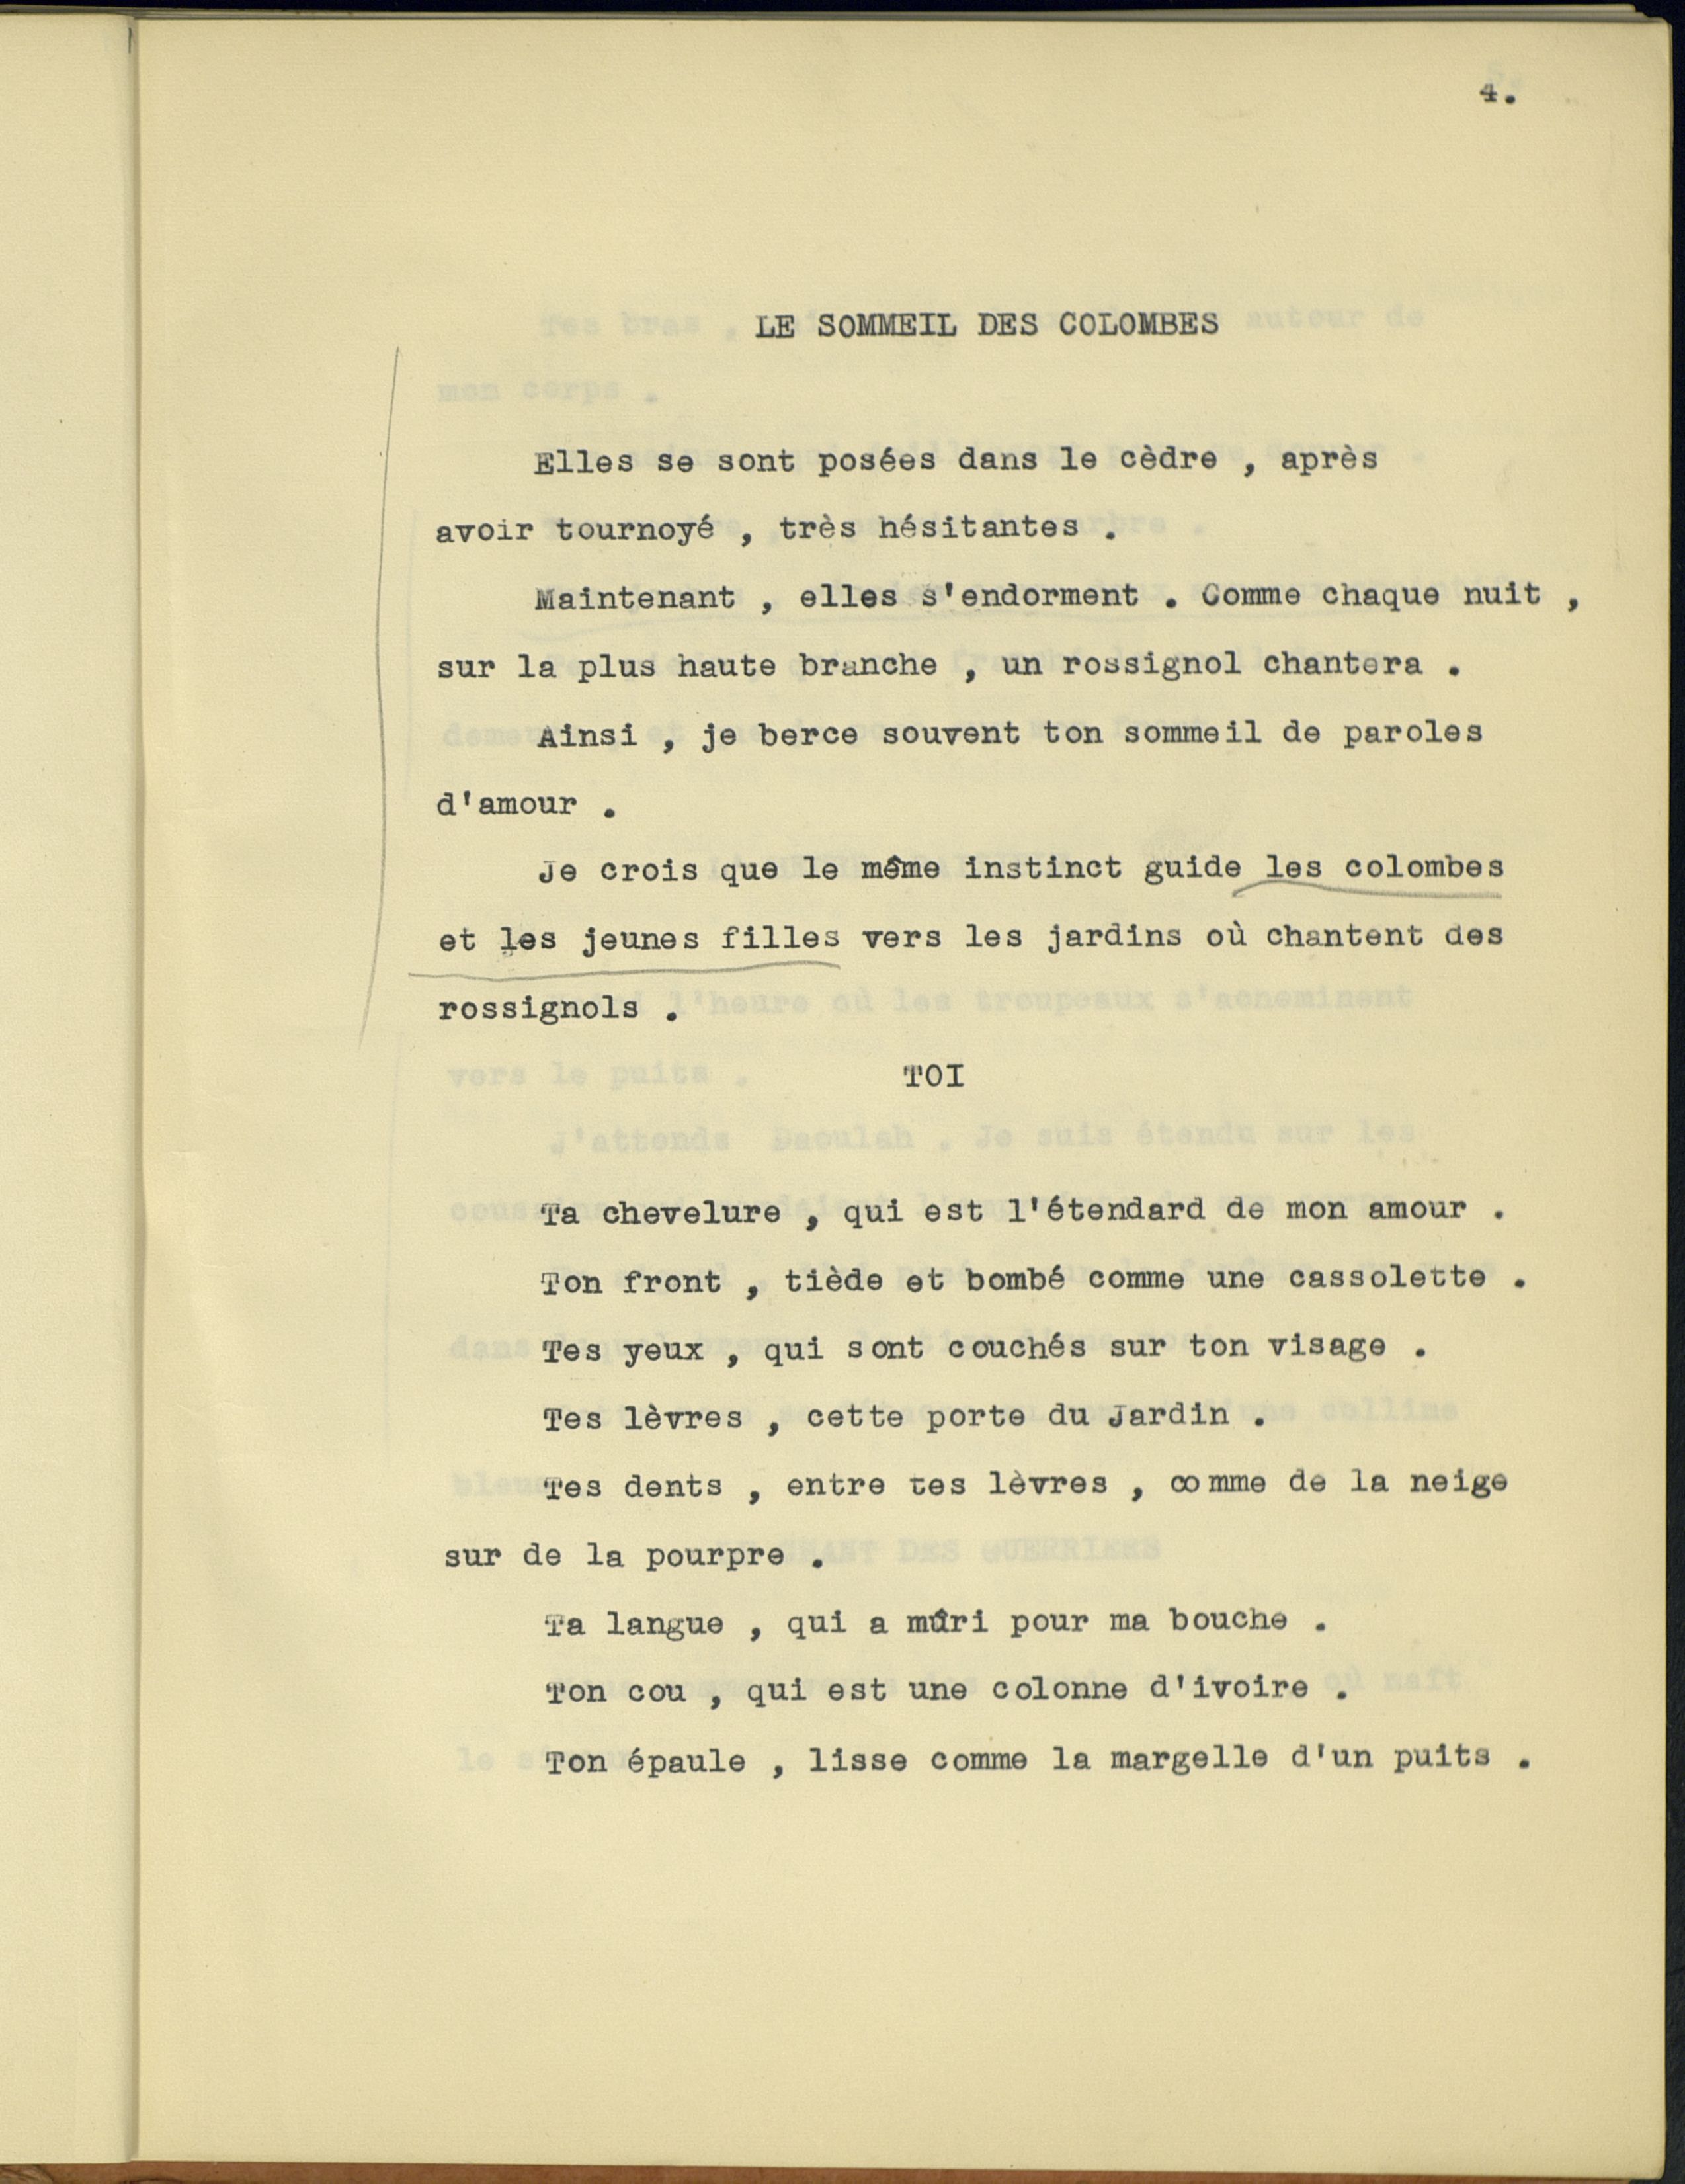 4.
LE SOMMEIL DES COLOMBES
Elles se sont posées dans le cèdre , après
avoir tournoyé , très hésitantes .
Maintenant , elles s'endorment . Comme chaque nuit ,
sur la plus haute branche , un rossignol chantera .
Ainsi , je berce souvent ton sommeil de paroles
d'amour .
Je crois que le même instinct guide les colombes
et les jeunes filles vers les jardins où chantent des
rossignols .
TOI
Ta chevelure , qui est l'étendard de mon amour .
Ton front , tiède et bombé comme une cassolette .
Tes yeux , qui sont couchés sur ton visage .
Tes lèvres , cette porte du Jardin .
Tes dents , entre tes lèvres , comme de la neige
sur de la pourpre .
Ta langue , qui a mûri pour ma bouche .
Ton cou , qui est une colonne d'ivoire .
Ton épaule , lisse comme la margelle d'un puits .